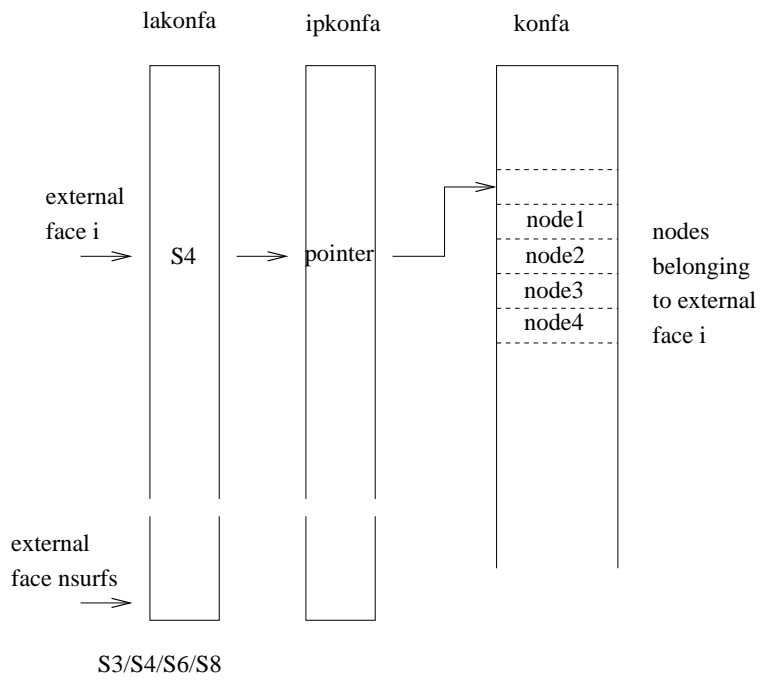 lakonfa
ipkonfa
konfa
external
face i
S4
pointer
node1
node2
node3
node4
nodes
belonging
to external
face i
external
face nsurfs
S3/S4/S6/S8